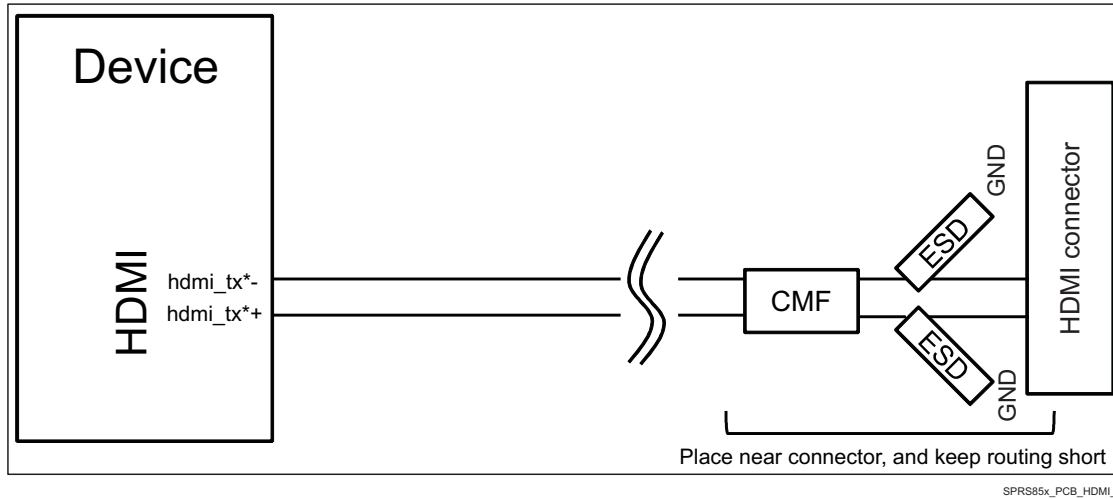 Device
HDMI
hdmi_tx*-
hdmi_tx*+
CMF
ESD
GND
ESD
GND
HDMI connector
Place near connector, and keep routing short
SPRS85x_PCB_HDMI_